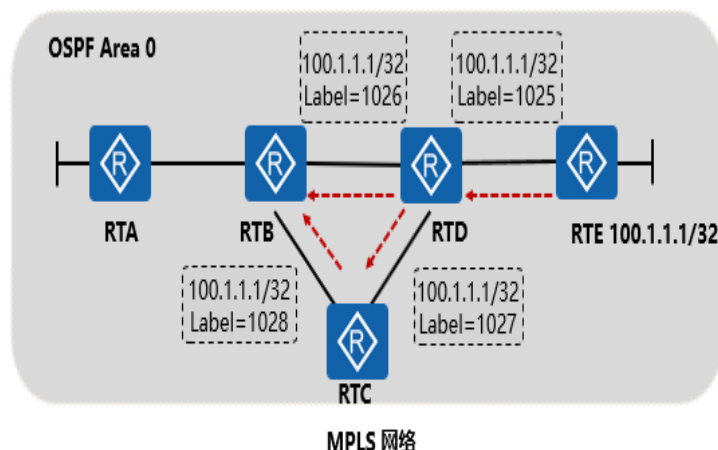 OSPF Area 0
100.1.1.1/32
Label=1026
100.1.1.1/32
Label=1025
R
R
R
R
RTA
RTB
RTD
RTE 100.1.1.1/32
100.1.1.1/32
Label=1028
100.1.1.1/32
Label=1027
R
RTC
MPLS 网络